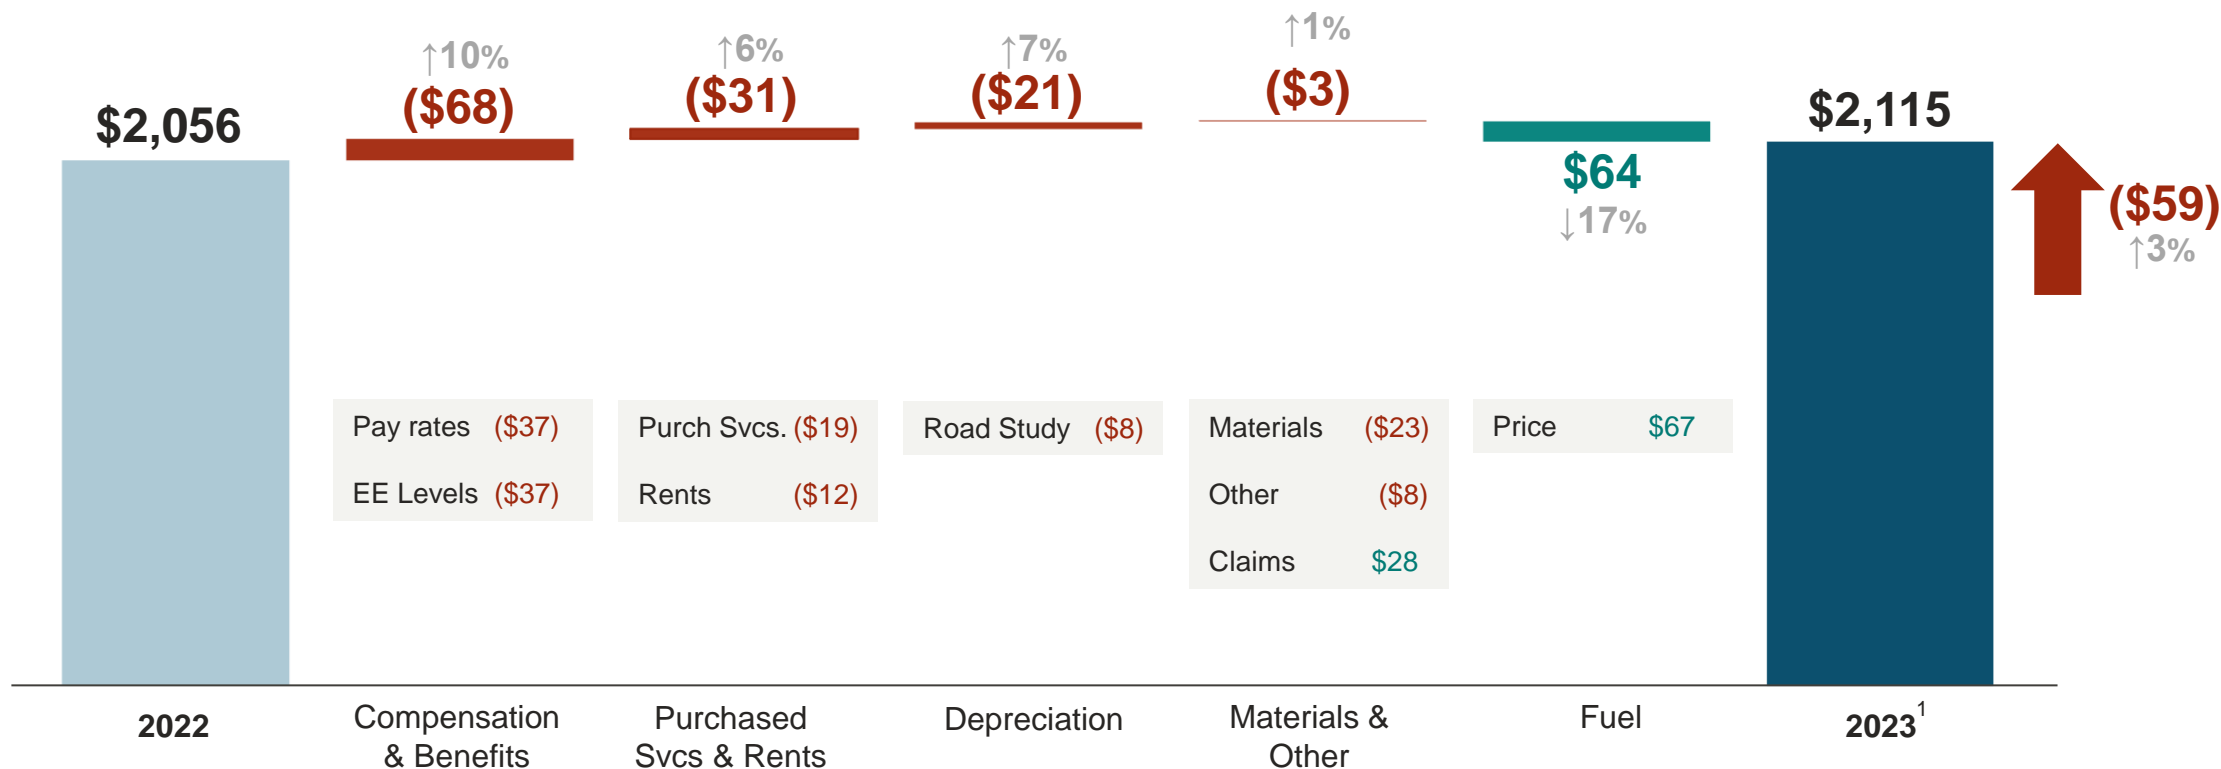 $2,056
↑10%
($68)
↑6%
($31)
↑7%
($21)
↑1%
($3)
$64
↓17%
$2,115
($59)
↑3%
Pay rates ($37)
EE Levels ($37)
Purch Svcs. ($19)
Rents ($12)
Road Study ($8)
Materials ($23)
Other ($8)
Claims $28
Price $67
2022
Compensation
& Benefits
Purchased
Svcs & Rents
Depreciation
Materials &
Other
Fuel
2023¹